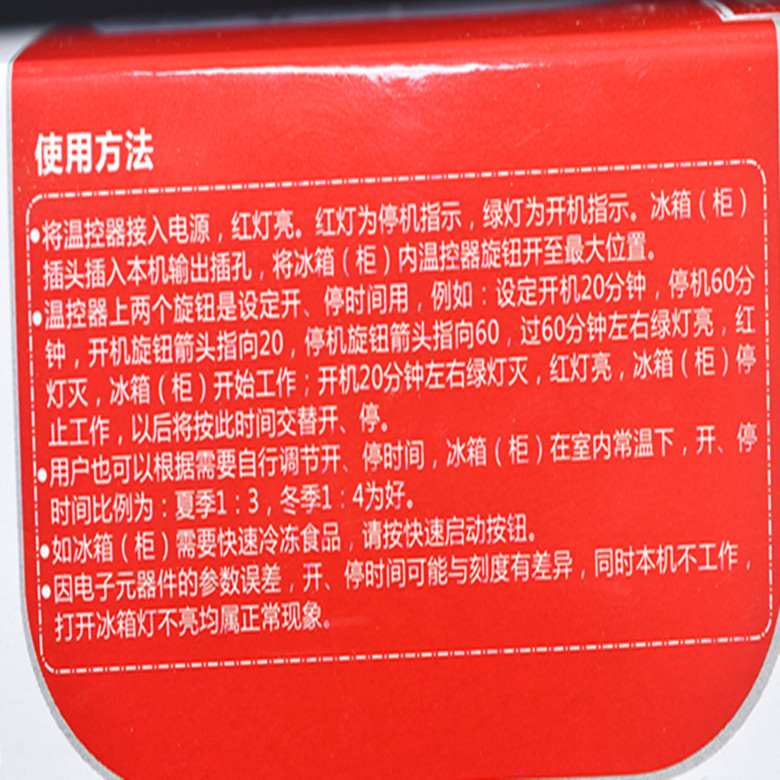 使用方法
●将温控器接入电源，红灯亮。红灯为停机指示，绿灯为开机指示。冰箱（柜）
插头插入本机输出插孔，将冰箱（柜）内温控器旋钮开至最大位置。
●温控器上两个旋钮是设定开、停时间用，例如：设定开机20分钟，停机60分
钟，开机旋钮箭头指向20，停机旋钮箭头指向60，过60分钟左右绿灯亮，红
灯灭，冰箱（柜）开始工作；开机20分钟左右绿灯灭，红灯亮，冰箱（柜）停
止工作，以后将按此时间交替开、停。
●用户也可以根据需要自行调节开、停时间，冰箱（柜）在室内常温下，开、停
时间比例为：夏季1：3，冬季1：4为好。
●如冰箱（柜）需要快速冷冻食品，请按快速启动按钮。
●因电子元器件的参数误差，开、停时间可能与刻度有差异，同时本机不工作，
打开冰箱灯不亮均属正常现象。